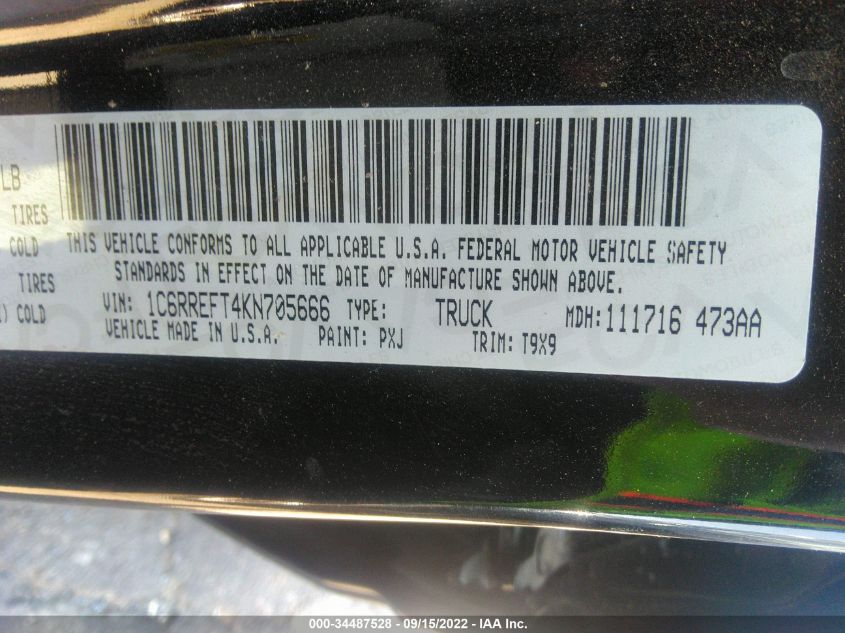 LB
TIRES
COLD
TIRES
) COLD
THIS VEHICLE CONFORMS TO ALL APPLICABLE U.S.A. FEDERAL MOTOR VEHICLE SAFETY
STANDARDS IN EFFECT ON THE DATE OF MANUFACTURE SHOWN ABOVE.
VIN: 1C6RREFT4KN705666 TYPE: TRUCK MDH:111716 473AA
VEHICLE MADE IN U.S.A. PAINT: PXJ TRIM: T9X9
000-34487528 - 09/15/2022 - IAA Inc.